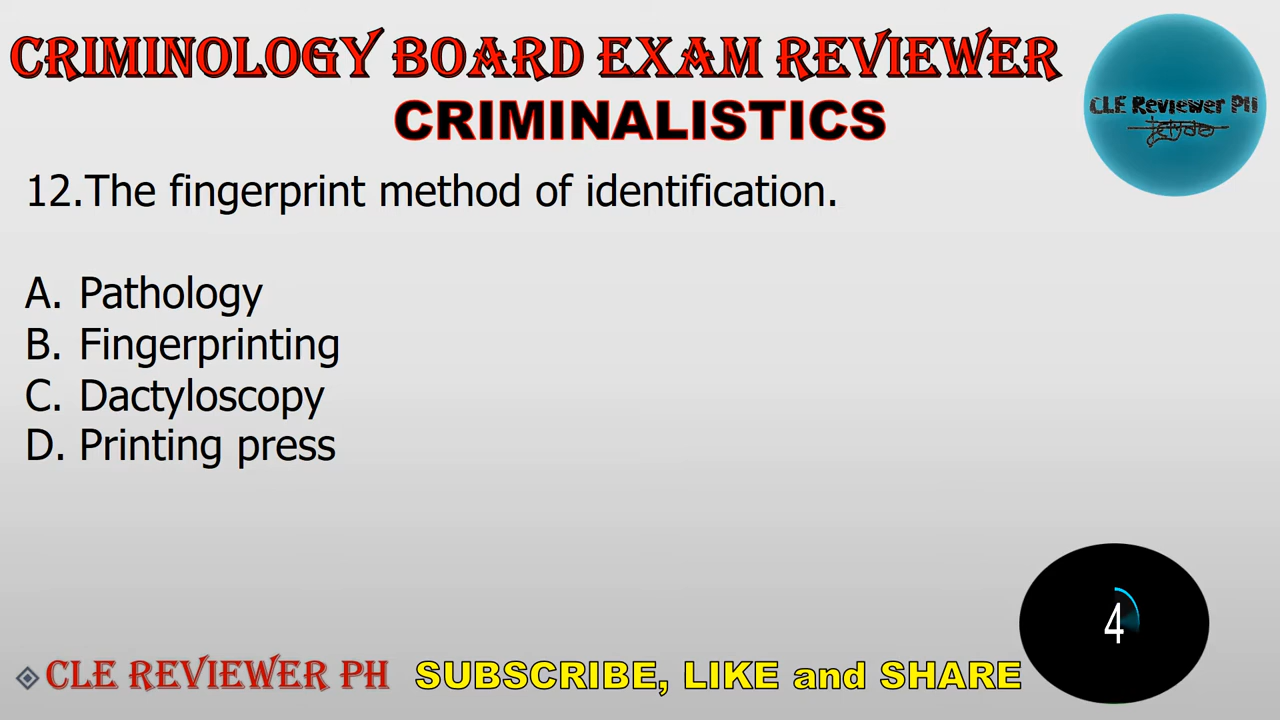 CRIMINOLOGY BOARD EXAM REVIEWER
CRIMINALISTICS
CLE Reviewer PH
12.The fingerprint method of identification.
A. Pathology
B. Fingerprinting
C. Dactyloscopy
D. Printing press
4
CLE REVIEWER PH SUBSCRIBE, LIKE and SHARE